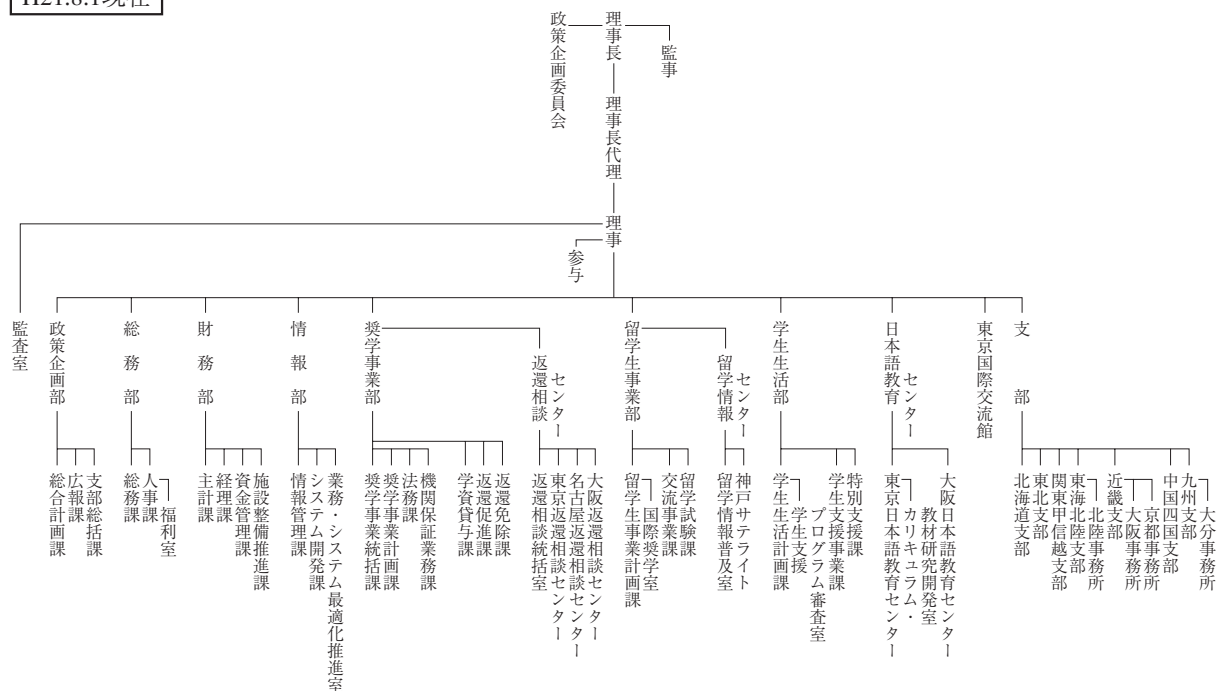 H21.8.1現在
理事長
政策企画委員会
監事
理事長代理
理事
参与
監査室
政策企画部
総合計画課
広報課
支部総括課
総務部
総務課
人事課
福利室
財務部
主計課
経理課
資金管理課
施設整備推進課
情報部
情報管理課
システム開発課
業務・システム最適化推進室
奨学事業部
奨学事業統括課
奨学事業計画課
法務課
機関保証業務課
学資貸与課
返還促進課
返還免除課
返還相談
センター
返還相談統括室
東京返還相談センター
名古屋返還相談センター
大阪返還相談センター
留学生事業部
留学生事業計画課
国際奨学室
交流事業課
留学試験課
留学情報
センター
留学情報普及室
神戸サテライト
学生生活部
学生生活計画課
学生支援
プログラム審査室
学生支援事業課
特別支援課
日本語教育
センター
東京日本語教育センター
カリキュラム・
教材研究開発室
大阪日本語教育センター
東京国際交流館
支部
北海道支部
東北支部
関東甲信越支部
東海北陸支部
北陸事務所
近畿支部
大阪事務所
京都事務所
中国四国支部
九州支部
大分事務所